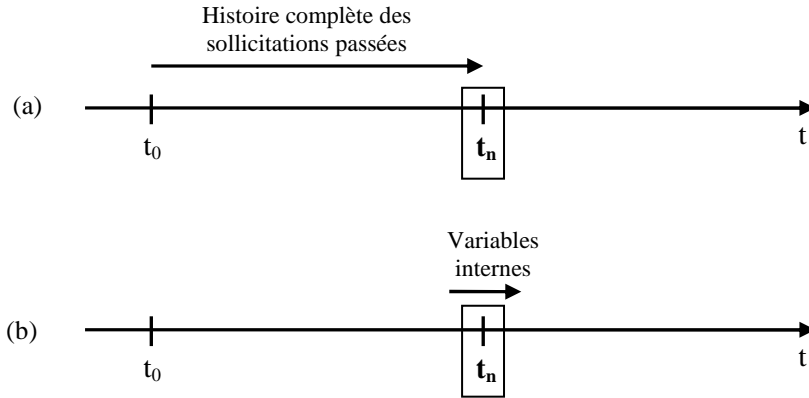 Histoire complète des
sollicitations passées
(a)
t0
tn
t
Variables
internes
(b)
t0
tn
t